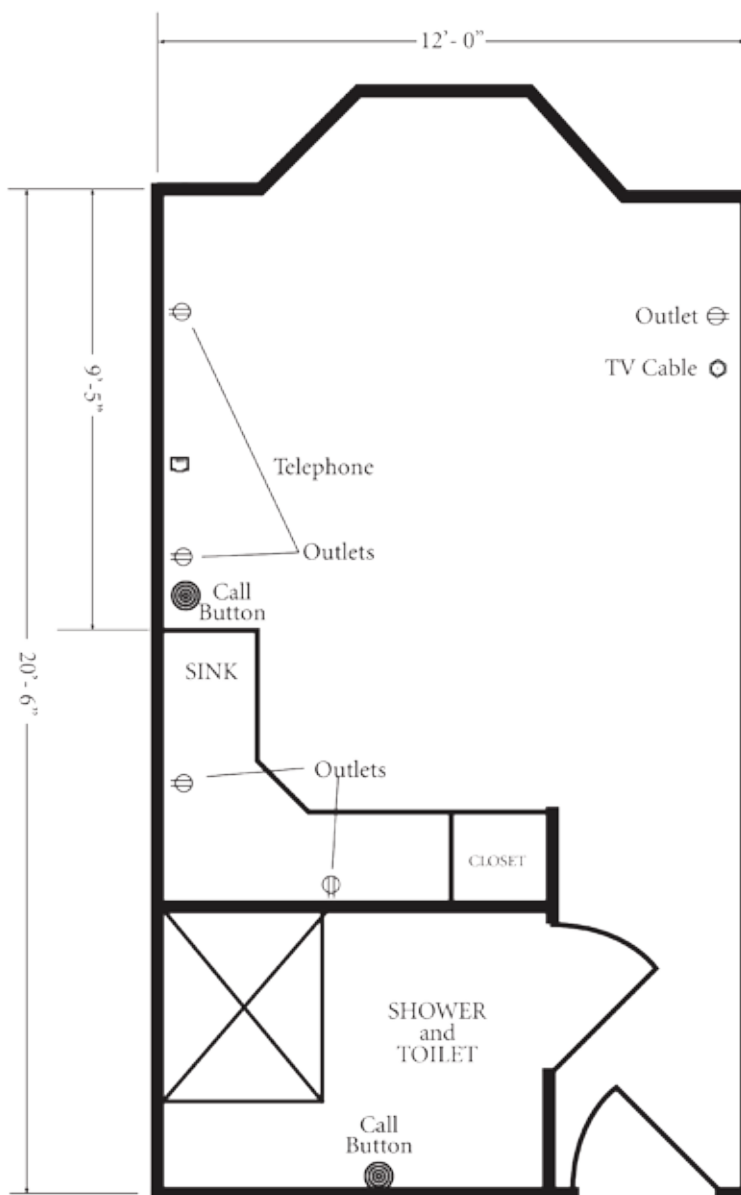 12'- 0"
Outlet
TV Cable
9'-5"
Telephone
Outlets
Call
Button
20'- 6"
SINK
Outlets
CLOSET
SHOWER
and
TOILET
Call
Button